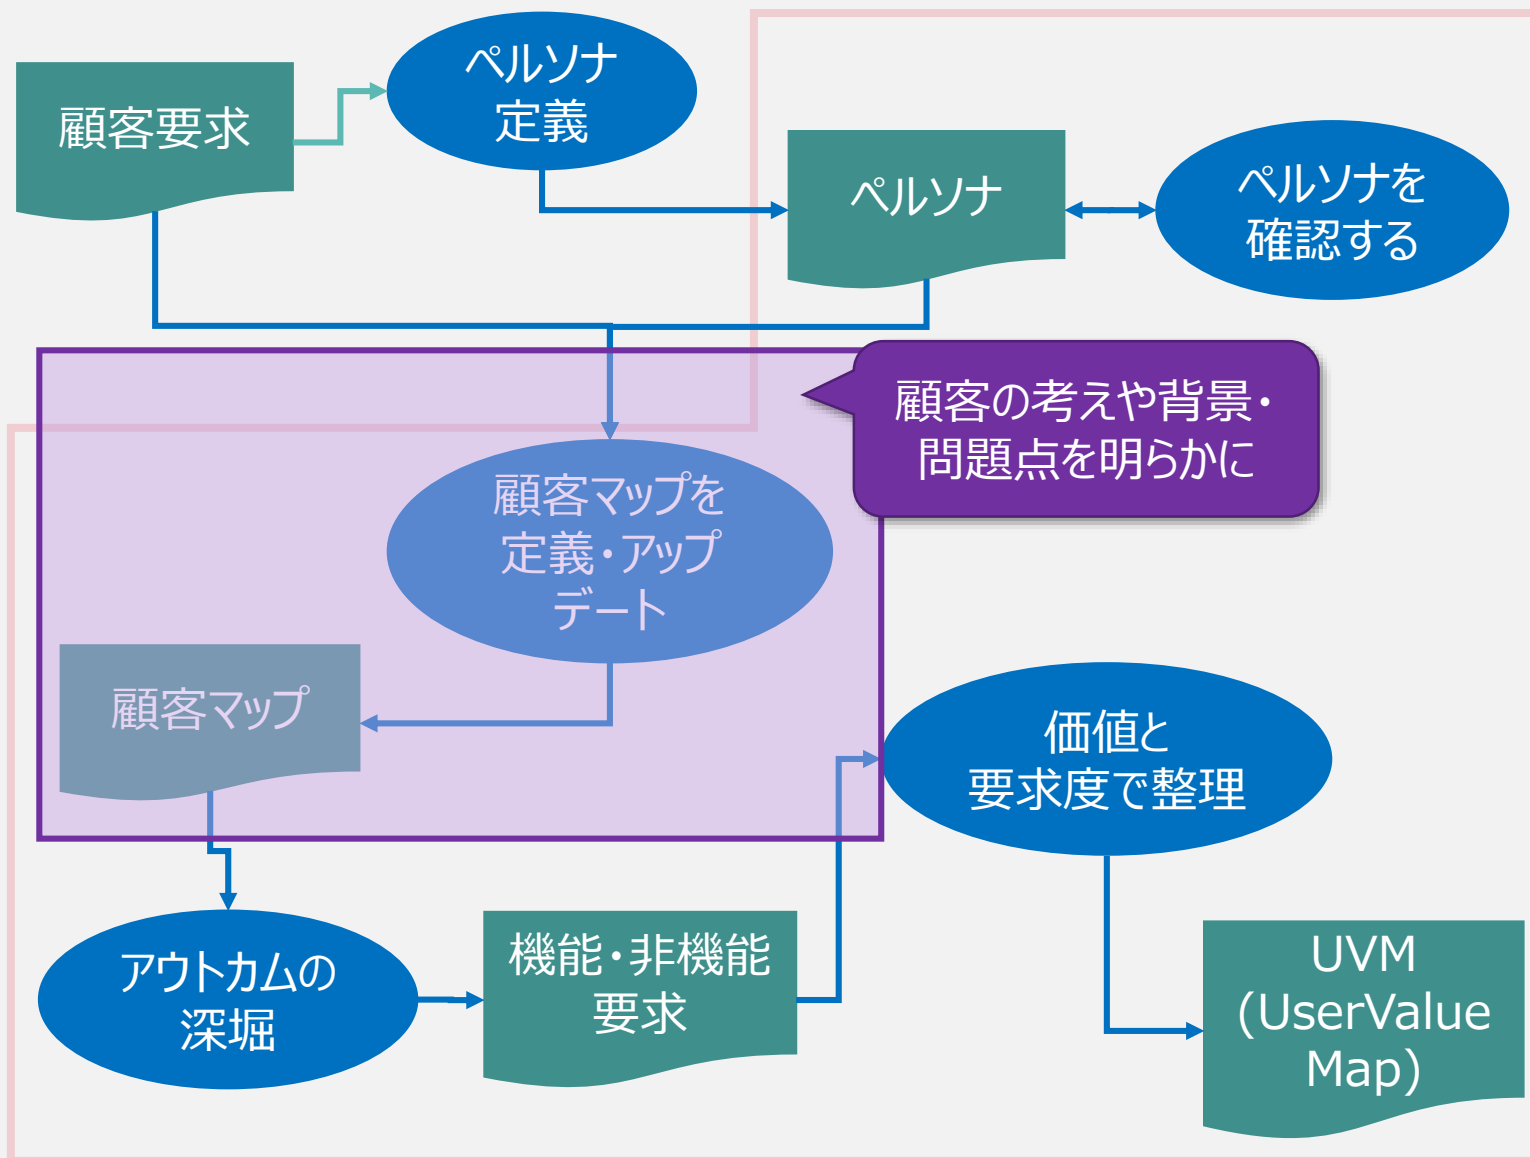 ペルソナ
定義
顧客要求
ペルソナ
ペルソナを
確認する
顧客の考えや背景・
問題点を明らかに
顧客マップを
定義・アップ
デート
顧客マップ
価値と
要求度で整理
アウトカムの
深堀
機能・非機能
要求
UVM
(UserValue
Map)